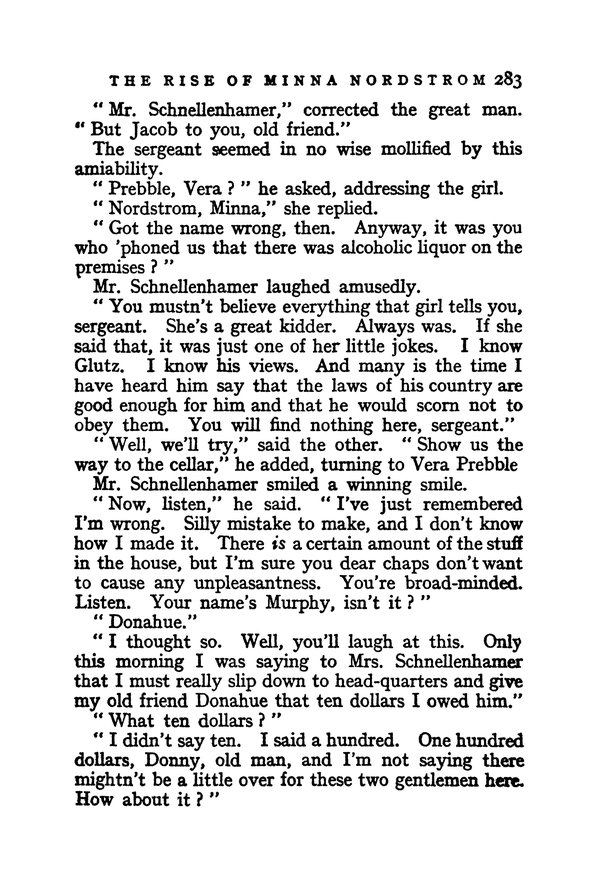 THE RISE OF MINNA NORDSTROM 283
“ Mr. Schnellenhamer,” corrected the great man.
“ But Jacob to you, old friend.”
The sergeant seemed in no wise mollified by this
amiability.
“ Prebble, Vera ? ” he asked, addressing the girl.
“ Nordstrom, Minna,” she replied.
“ Got the name wrong, then. Anyway, it was you
who ’phoned us that there was alcoholic liquor on the
premises ? ”
Mr. Schnellenhamer laughed amusedly.
“ You mustn’t believe everything that girl tells you,
sergeant. She’s a great kidder. Always was. If she
said that, it was just one of her little jokes. I know
Glutz. I know his views. And many is the time I
have heard him say that the laws of his country are
good enough for him and that he would scorn not to
obey them. You will find nothing here, sergeant.”
“ Well, we’ll try,” said the other. “ Show us the
way to the cellar,” he added, turning to Vera Prebble
Mr. Schnellenhamer smiled a winning smile.
“ Now, listen,” he said. “ I’ve just remembered
I’m wrong. Silly mistake to make, and I don’t know
how I made it. There is a certain amount of the stuff
in the house, but I’m sure you dear chaps don’t want
to cause any unpleasantness. You’re broad-minded.
Listen. Your name’s Murphy, isn’t it ? ”
“ Donahue.”
“ I thought so. Well, you’ll laugh at this. Only
this morning I was saying to Mrs. Schnellenhamer
that I must really slip down to head-quarters and give
my old friend Donahue that ten dollars I owed him.”
“ What ten dollars ? ”
“ I didn’t say ten. I said a hundred. One hundred
dollars, Donny, old man, and I’m not saying there
mightn’t be a little over for these two gentlemen here.
How about it ? ”